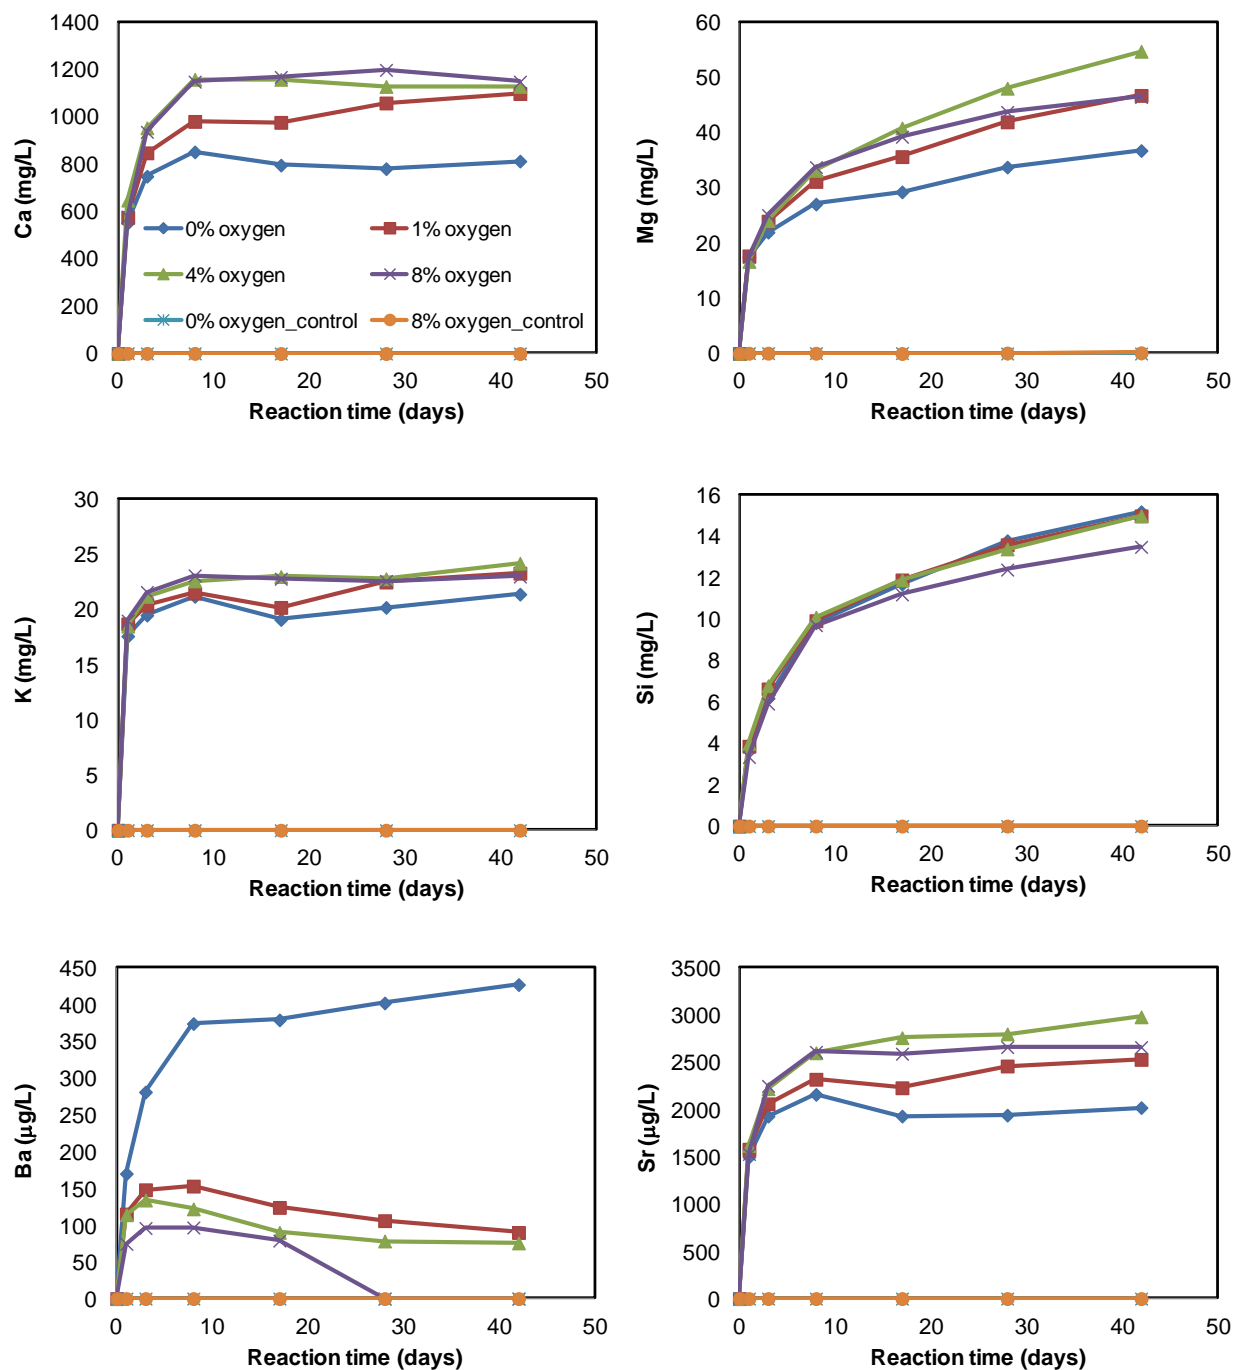 1400
1200
1000
800
600
400
200
0
Ca (mg/L)
0% oxygen
1% oxygen
4% oxygen
8% oxygen
0% oxygen_control
8% oxygen_control
0 10 20 30 40 50
Reaction time (days)
60
50
40
30
20
10
0
Mg (mg/L)
0 10 20 30 40 50
Reaction time (days)
30
25
20
15
10
5
0
K (mg/L)
0 10 20 30 40 50
Reaction time (days)
16
14
12
10
8
6
4
2
0
Si (mg/L)
0 10 20 30 40 50
Reaction time (days)
450
400
350
300
250
200
150
100
50
0
Ba (µg/L)
0 10 20 30 40 50
Reaction time (days)
3500
3000
2500
2000
1500
1000
500
0
Sr (µg/L)
0 10 20 30 40 50
Reaction time (days)